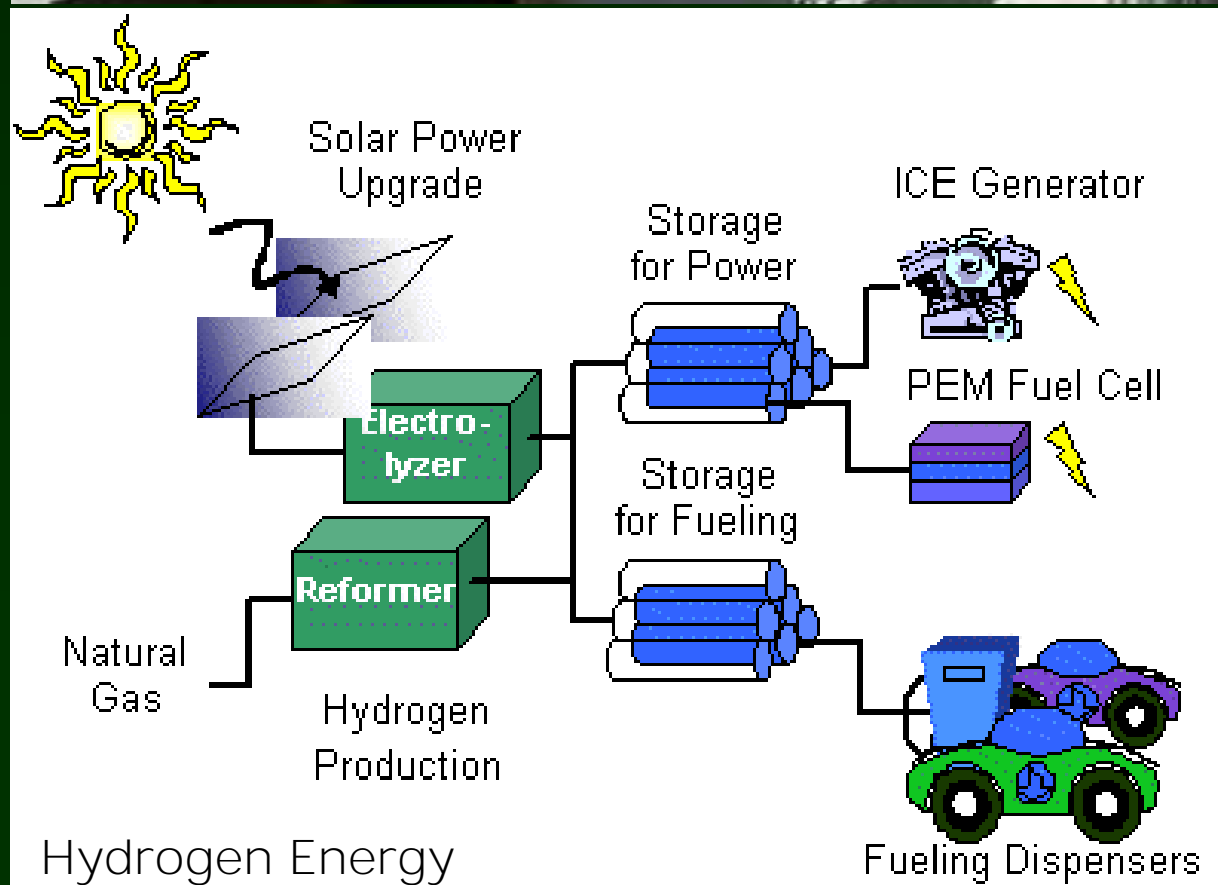 Solar Power
Upgrade
ICE Generator
Storage
for Power
PEM Fuel Cell
Electro-
lyzer
Storage
for Fueling
Reformer
Natural
Gas
Hydrogen
Production
Hydrogen Energy
Fueling Dispensers